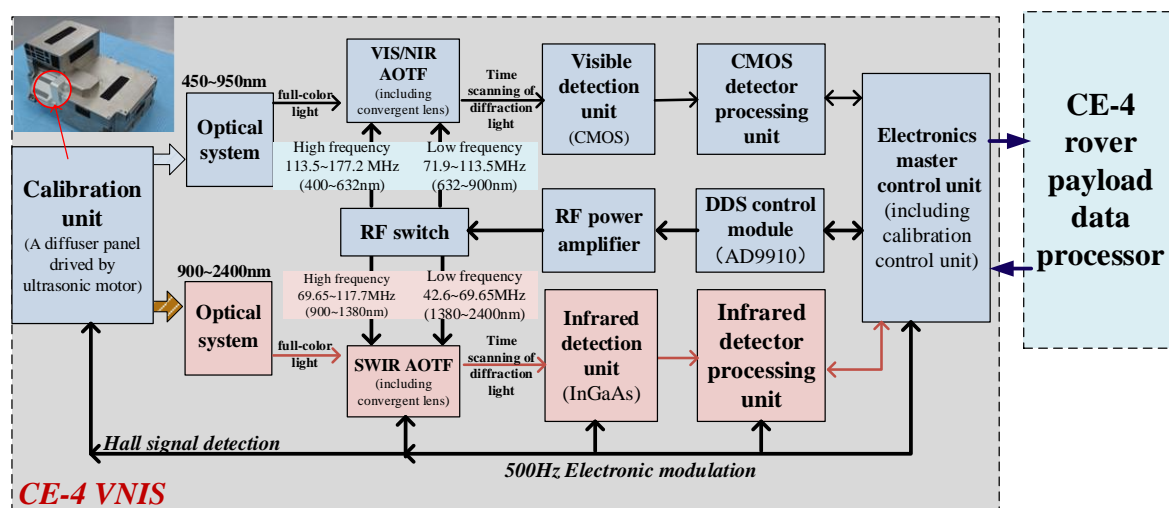 450~950nm
Optical
system
full-color
light
VIS/NIR
AOTF
(including
convergent lens)
Time
scanning of
diffraction
light
Visible
detection
unit
(CMOS)
CMOS
detector
processing
unit
Electronics
master
control unit
(including
calibration
control unit)
CE-4
rover
payload
data
processor
Calibration
unit
(A diffuser panel
drived by
ultrasonic motor)
High frequency
113.5~177.2 MHz
(400~632nm)
Low frequency
71.9~113.5MHz
(632~900nm)
RF switch
RF power
amplifier
DDS control
module
（AD9910）
High frequency
69.65~117.7MHz
(900~1380nm)
Low frequency
42.6~69.65MHz
(1380~2400nm)
900~2400nm
Optical
system
full-color
light
SWIR AOTF
(including
convergent lens)
Time
scanning of
diffraction
light
Infrared
detection
unit
(InGaAs)
Infrared
detector
processing
unit
Hall signal detection
500Hz Electronic modulation
CE-4 VNIS